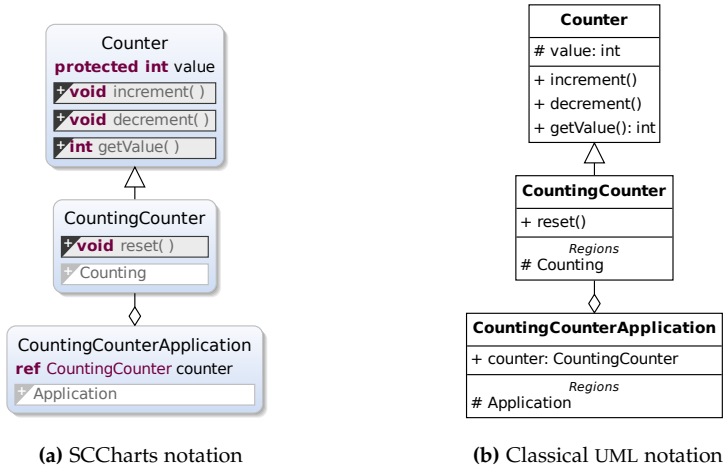 Counter
protected int value
+ void increment( )
+ void decrement( )
+ int getValue( )
CountingCounter
+ void reset( )
+ Counting
CountingCounterApplication
ref CountingCounter counter
+ Application
(a) SCCharts notation
Counter
# value: int
+ increment()
+ decrement()
+ getValue(): int
CountingCounter
+ reset()
Regions
# Counting
CountingCounterApplication
+ counter: CountingCounter
Regions
# Application
(b) Classical UML notation